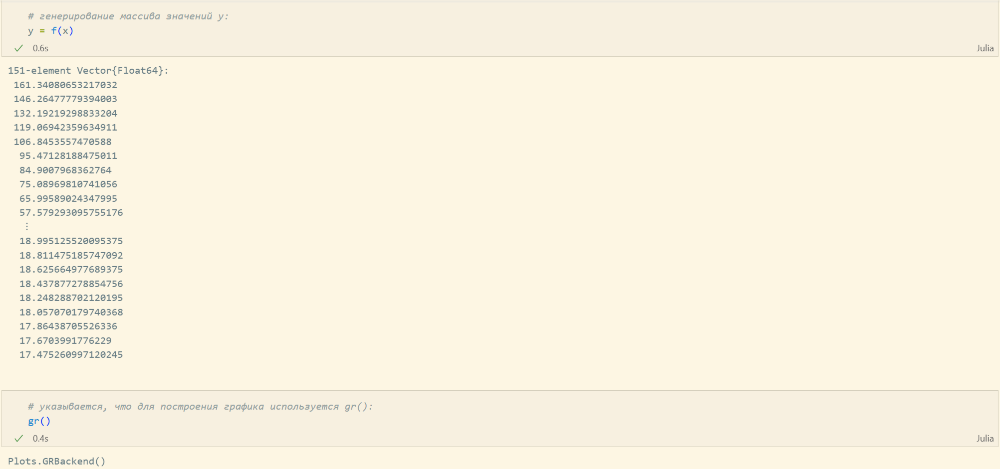 # генерирование массива значений y:
y = f(x)
0.6s
Julia
151-element Vector{Float64}:
161.34080653217032
146.26477779394003
132.19219298833204
119.06942359634911
106.8453557470588
95.47128188475011
84.9007968362764
75.08969810741056
65.99589024347995
57.579293095755176
⋮
18.995125520095375
18.811475185747092
18.625664977689375
18.437877278854756
18.248288702120195
18.057070179740368
17.86438705526336
17.6703991776229
17.475260997120245
# указывается, что для построения графика используется gr():
gr()
0.4s
Julia
Plots.GRBackend()